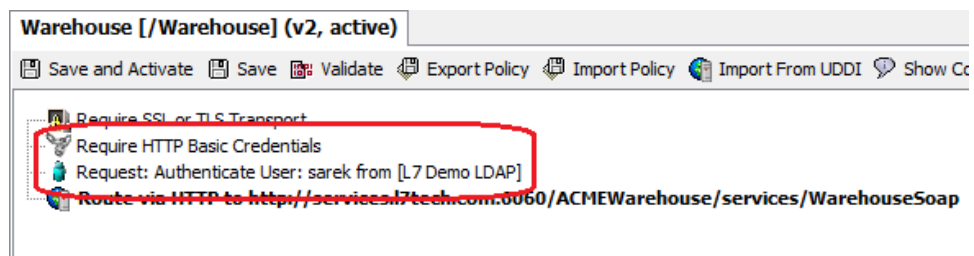 Warehouse [/Warehouse] (v2, active)
Save and Activate Save Validate Export Policy Import Policy Import From UDDI Show Co
Require SSL or TLS Transport
Require HTTP Basic Credentials
Request: Authenticate User: sarek from [L7 Demo LDAP]
Route via HTTP to http://services.l7tech.com:6060/ACMEWarehouse/services/WarehouseSoap